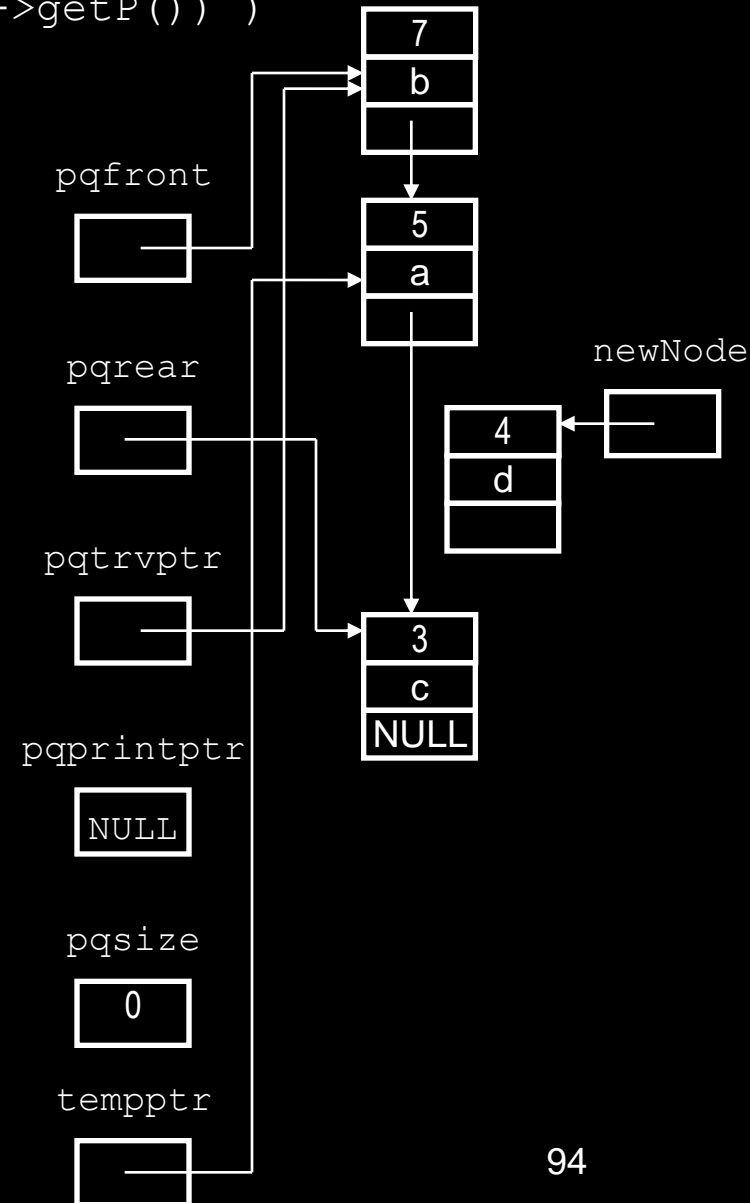 ->getP()) )
7
b
pqfront
5
a
newNode
pqrear
4
d
pqtrvptr
3
c
NULL
pqprintptr
NULL
pqsize
0
tempptr
94